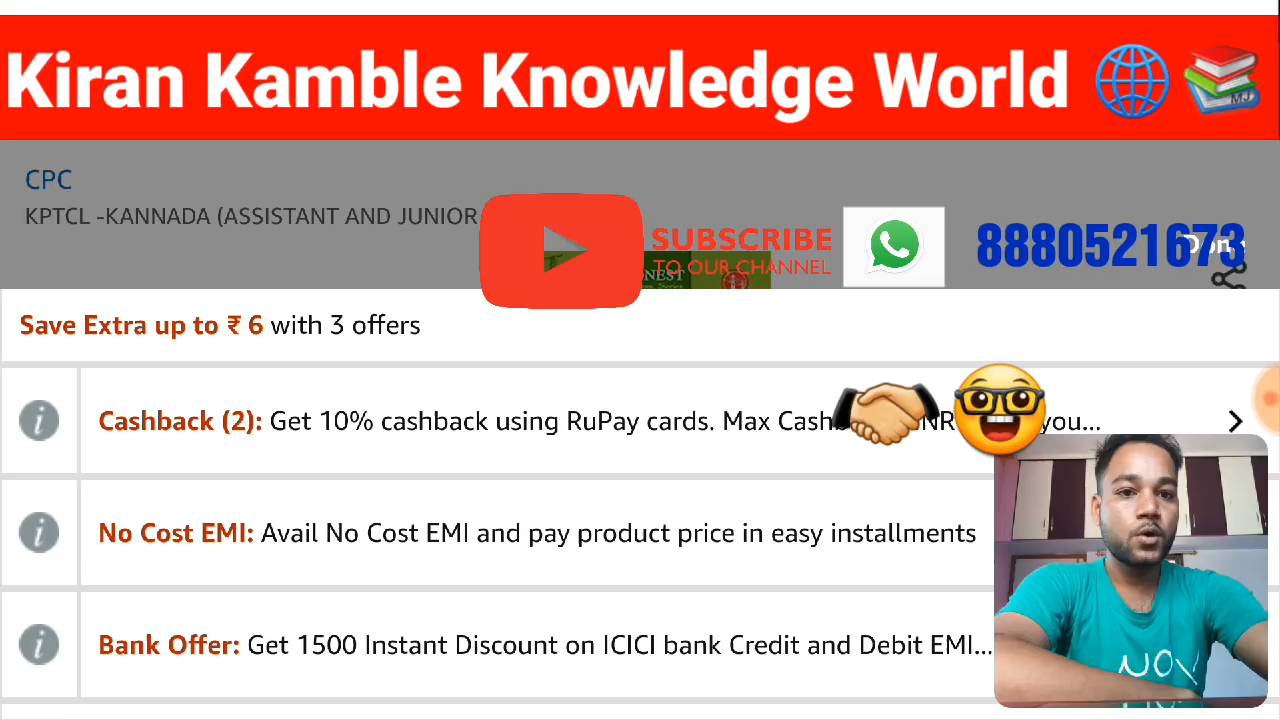 Kiran Kamble Knowledge World
MJ
CPC
KPTCL -KANNADA (ASSISTANT AND JUNIOR
SUBSCRIBE
TO OUR CHANNEL
8880521673
Save Extra up to ₹ 6 with 3 offers
Cashback (2): Get 10% cashback using RuPay cards. Max Cash NR you...
No Cost EMI: Avail No Cost EMI and pay product price in easy installments
Bank Offer: Get 1500 Instant Discount on ICICI bank Credit and Debit EMI...